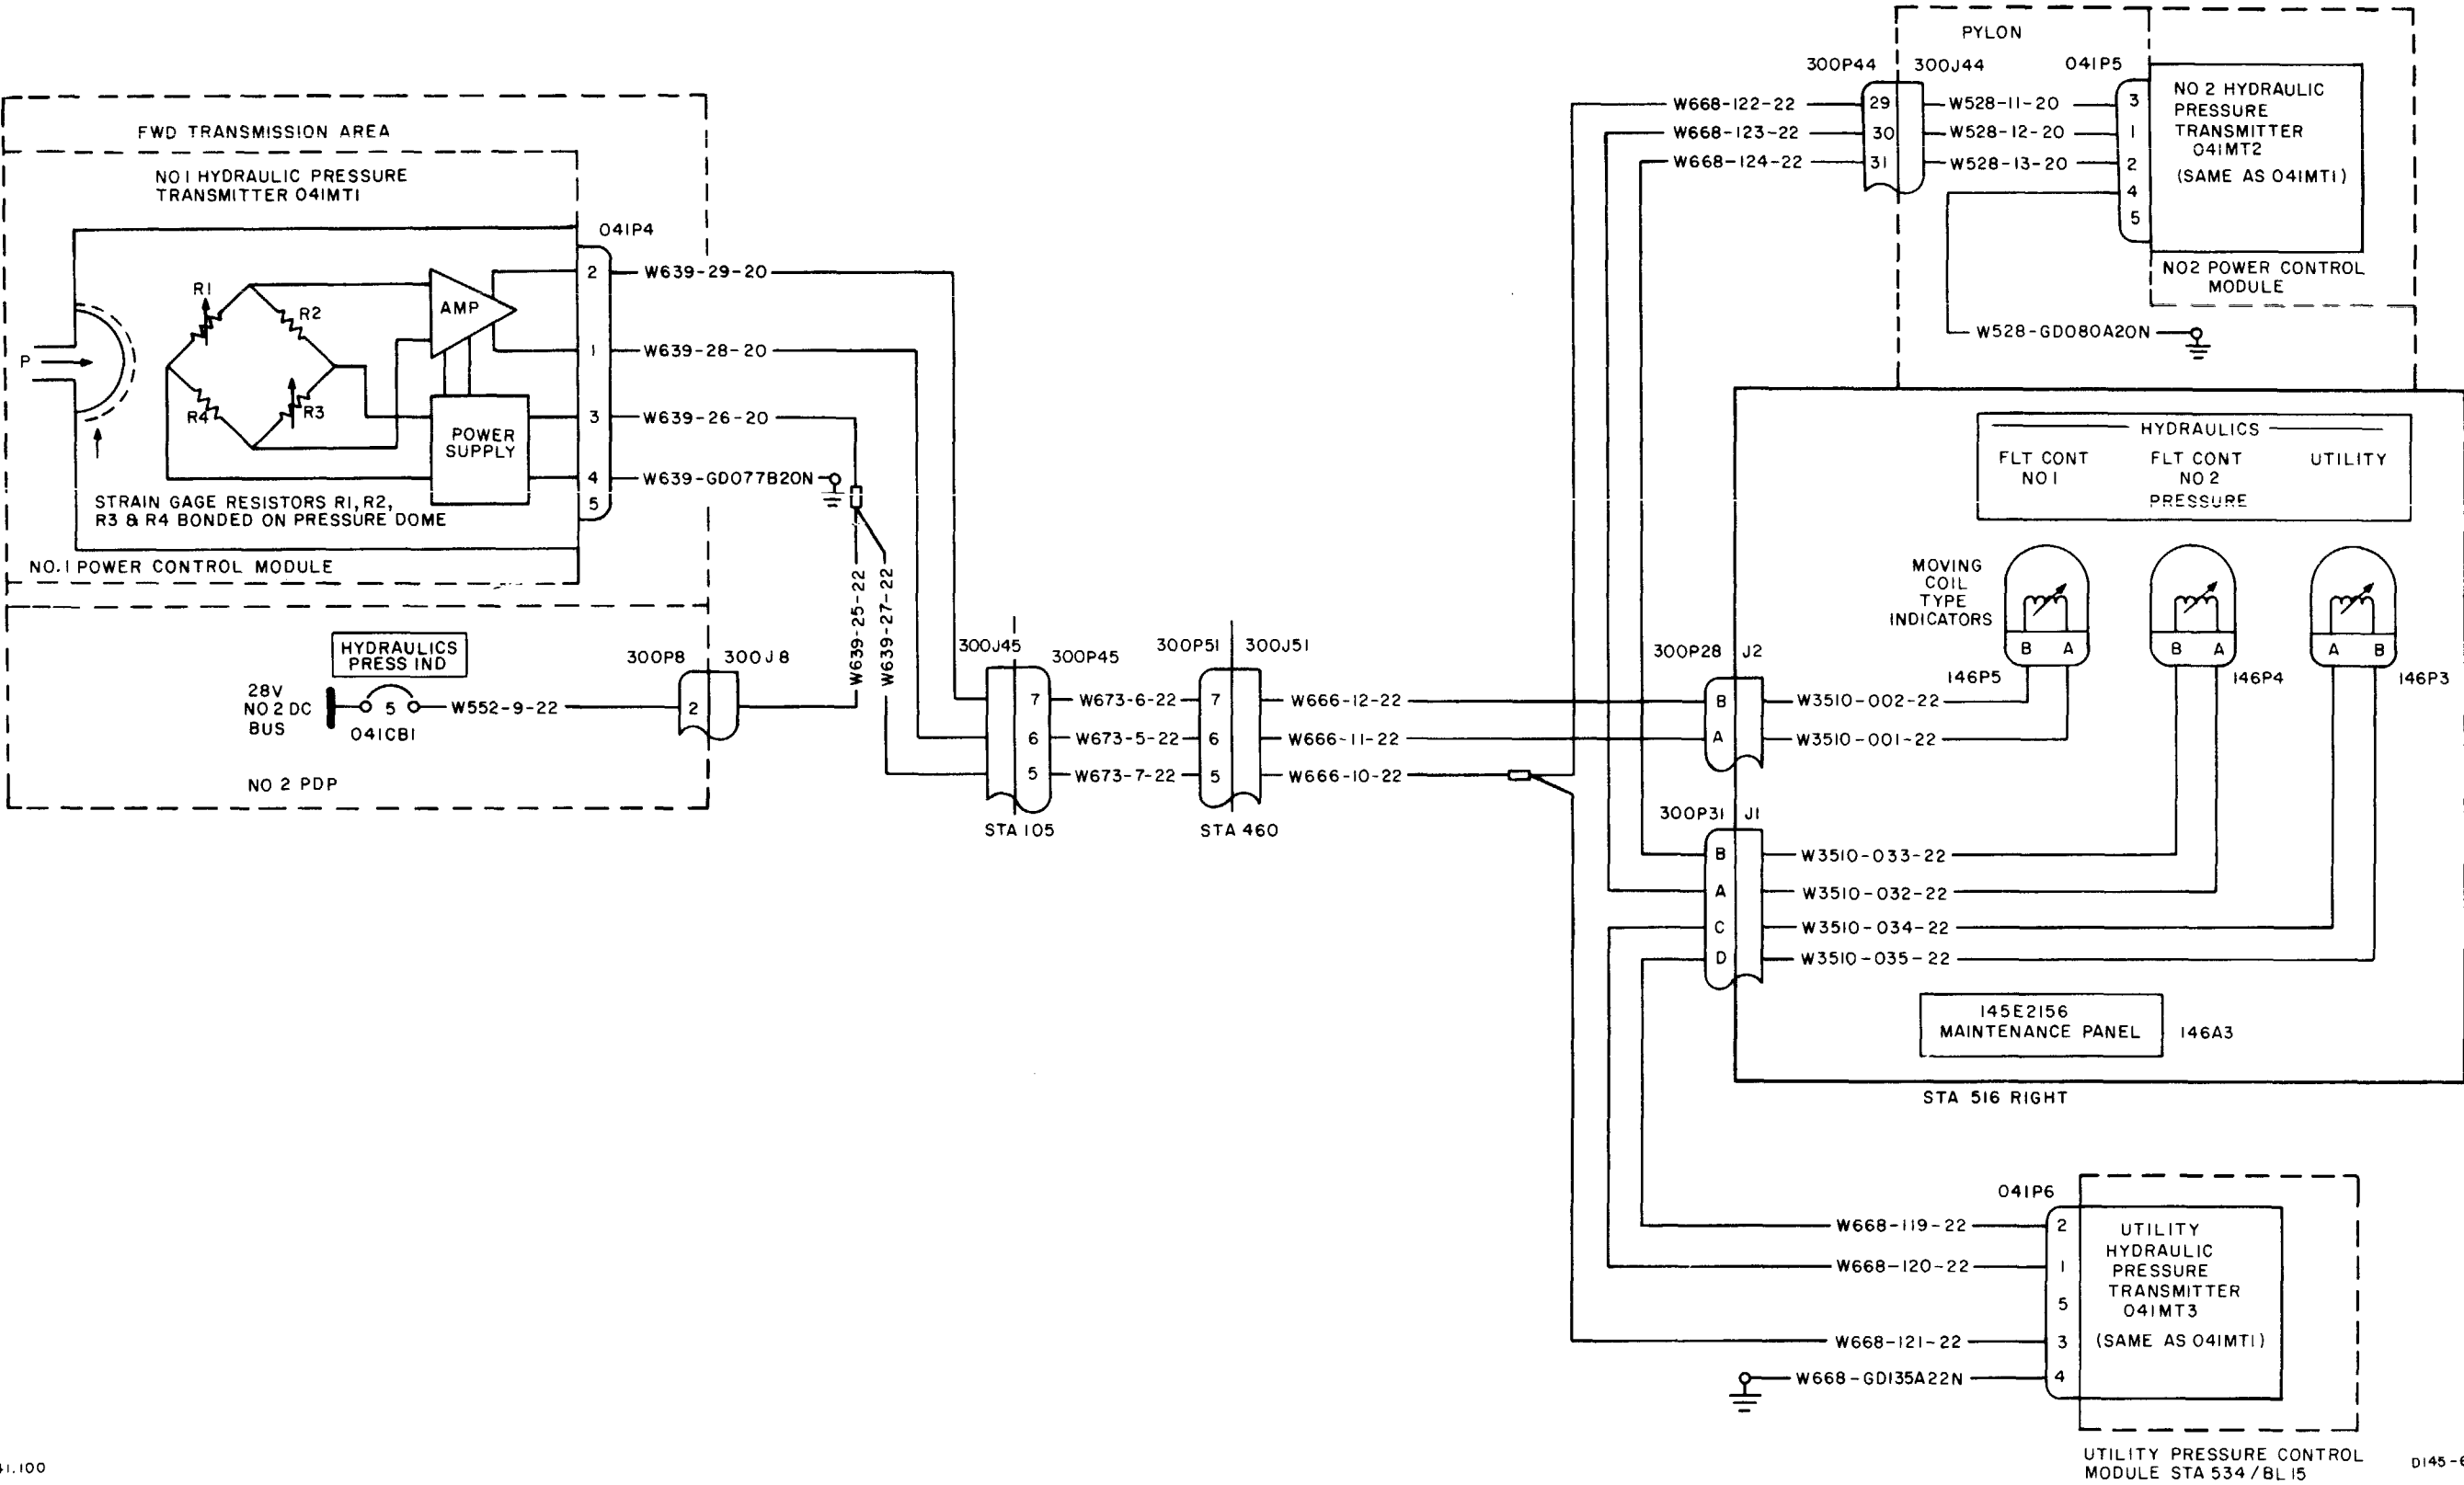 PYLON
300P44
300J44
041P5
W668-122-22
29
W528-11-20
3
W668-123-22
30
W528-12-20
1
W668-124-22
31
W528-13-20
2
4
5
NO 2 HYDRAULIC
PRESSURE
TRANSMITTER
041MT2
(SAME AS 041MT1)
NO2 POWER CONTROL
MODULE
W528-GD080A20N
FWD TRANSMISSION AREA
NO1 HYDRAULIC PRESSURE
TRANSMITTER 041MT1
041P4
R1
R2
R4
R3
AMP
P
POWER
SUPPLY
2
W639-29-20
1
W639-28-20
3
W639-26-20
4
W639-GD077B20N
5
STRAIN GAGE RESISTORS R1, R2,
R3 & R4 BONDED ON PRESSURE DOME
NO.1 POWER CONTROL MODULE
W639-25-22
W639-27-22
HYDRAULICS
PRESS IND
28V
NO 2 DC
BUS
5
041CB1
W552-9-22
300P8
300J8
2
NO 2 PDP
300J45
300P45
300P51
300J51
7
W673-6-22
7
W666-12-22
6
W673-5-22
6
W666-11-22
5
W673-7-22
5
W666-10-22
STA 105
STA 460
HYDRAULICS
FLT CONT
NO1
FLT CONT
NO2
UTILITY
PRESSURE
MOVING
COIL
TYPE
INDICATORS
B A
B A
A B
146P5
146P4
146P3
300P28
J2
B
W3510-002-22
A
W3510-001-22
300P31
J1
B
W3510-033-22
A
W3510-032-22
C
W3510-034-22
D
W3510-035-22
145E2156
MAINTENANCE PANEL
146A3
STA 516 RIGHT
041P6
W668-119-22
2
W668-120-22
1
5
W668-121-22
3
W668-GD135A22N
4
UTILITY
HYDRAULIC
PRESSURE
TRANSMITTER
041MT3
(SAME AS 041MT1)
UTILITY PRESSURE CONTROL
MODULE STA 534/BL15
41.100
D145-6